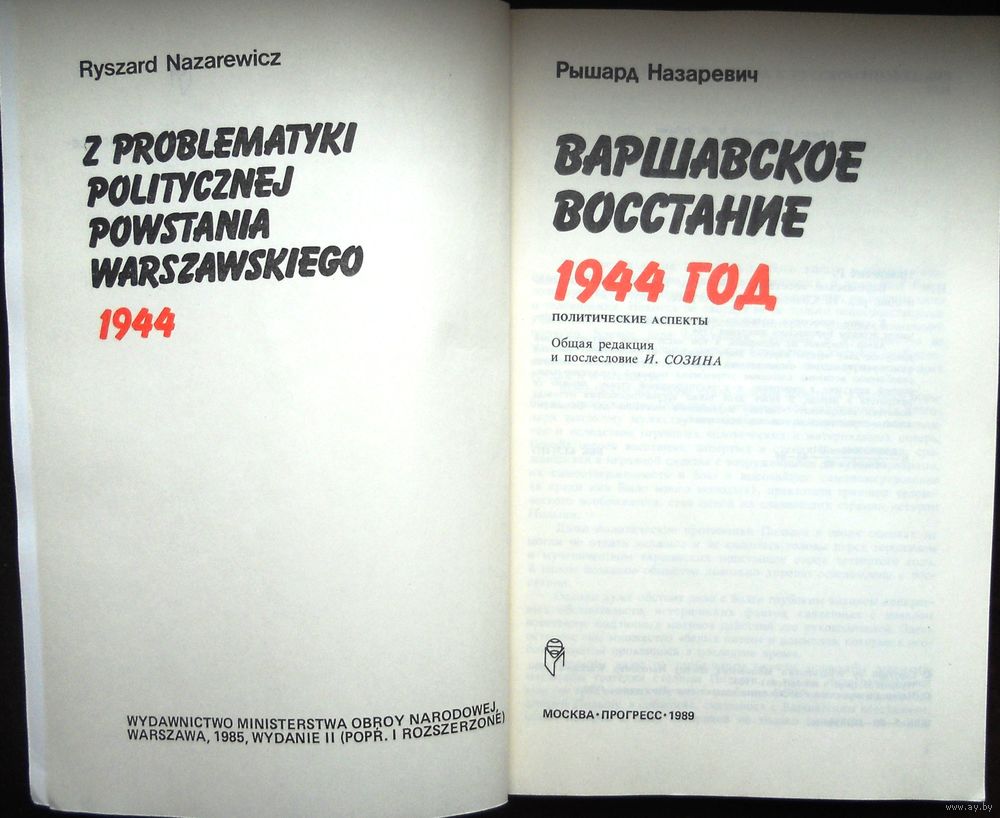 Ryszard Nazarewicz
Z PROBLEMATYKI
POLITYCZNEJ
POWSTANIA
WARSZAWSKIEGO
1944
WYDAWNICTWO MINISTERSTWA OBROY NARODOWEJ,
WARSZAWA, 1985, WYDANIE II (POPR. I ROZSZERZONE)
Рышард Назаревич
ВАРШАВСКОЕ
ВОССТАНИЕ
1944 ГОД
ПОЛИТИЧЕСКИЕ АСПЕКТЫ
Общая редакция
и послесловие И. СОЗИНА
МОСКВА·ПРОГРЕСС·1989
www.ay.by